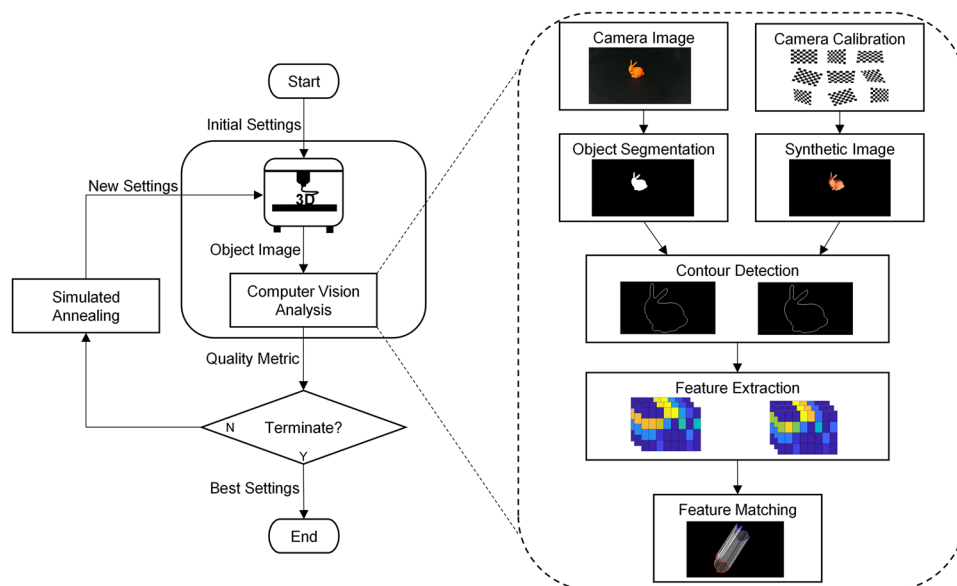 Start
Initial Settings
3D
New Settings
Object Image
Computer Vision
Analysis
Simulated
Annealing
Quality Metric
Terminate?
N
Y
Best Settings
End
Camera Image
Camera Calibration
Object Segmentation
Synthetic Image
Contour Detection
Feature Extraction
Feature Matching